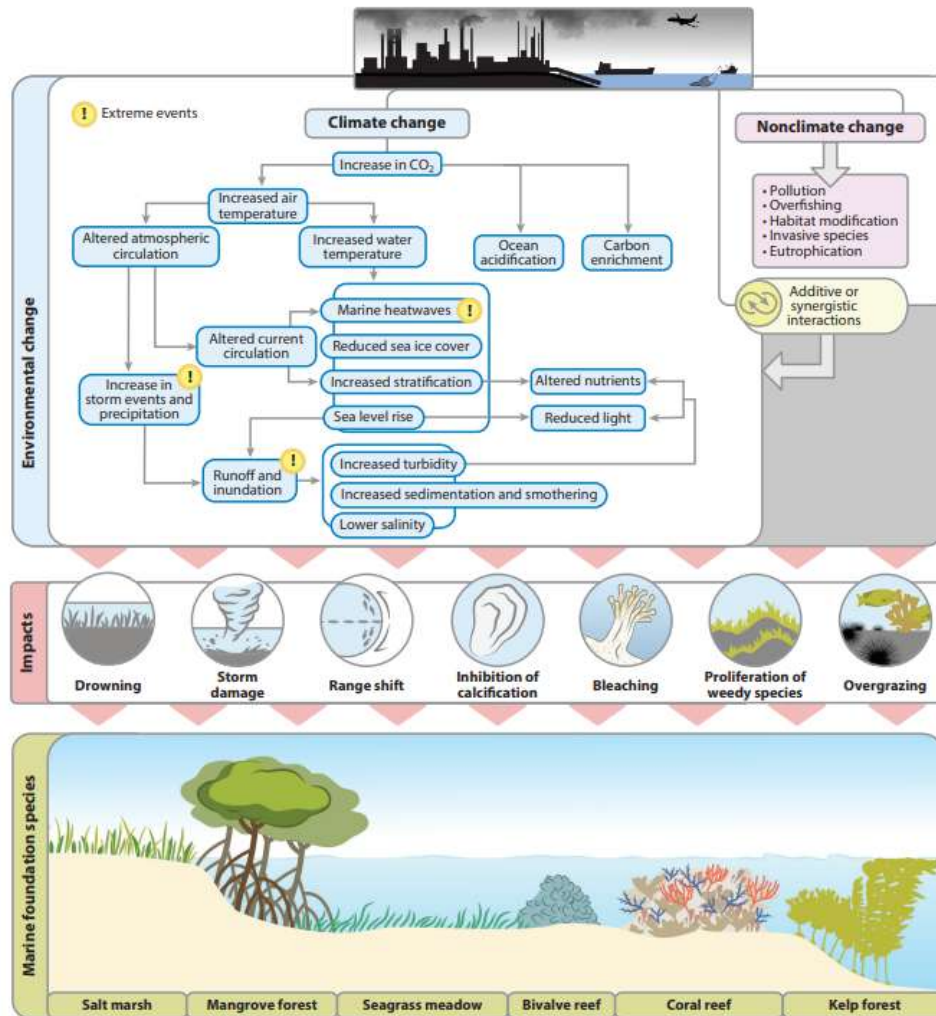 ! Extreme events
Climate change
Nonclimate change
Increase in CO₂
• Pollution
• Overfishing
• Habitat modification
• Invasive species
• Eutrophication
Increased air
temperature
Altered atmospheric
circulation
Increased water
temperature
Ocean
acidification
Carbon
enrichment
Additive or
synergistic
interactions
Marine heatwaves !
Altered current
circulation
Reduced sea ice cover
Increase in !
storm events and
precipitation
Increased stratification
Altered nutrients
Sea level rise
Reduced light
Runoff and !
inundation
Increased turbidity
Increased sedimentation and smothering
Lower salinity
Environmental change
Impacts
Drowning
Storm
damage
Range shift
Inhibition of
calcification
Bleaching
Proliferation of
weedy species
Overgrazing
Marine foundation species
Salt marsh
Mangrove forest
Seagrass meadow
Bivalve reef
Coral reef
Kelp forest